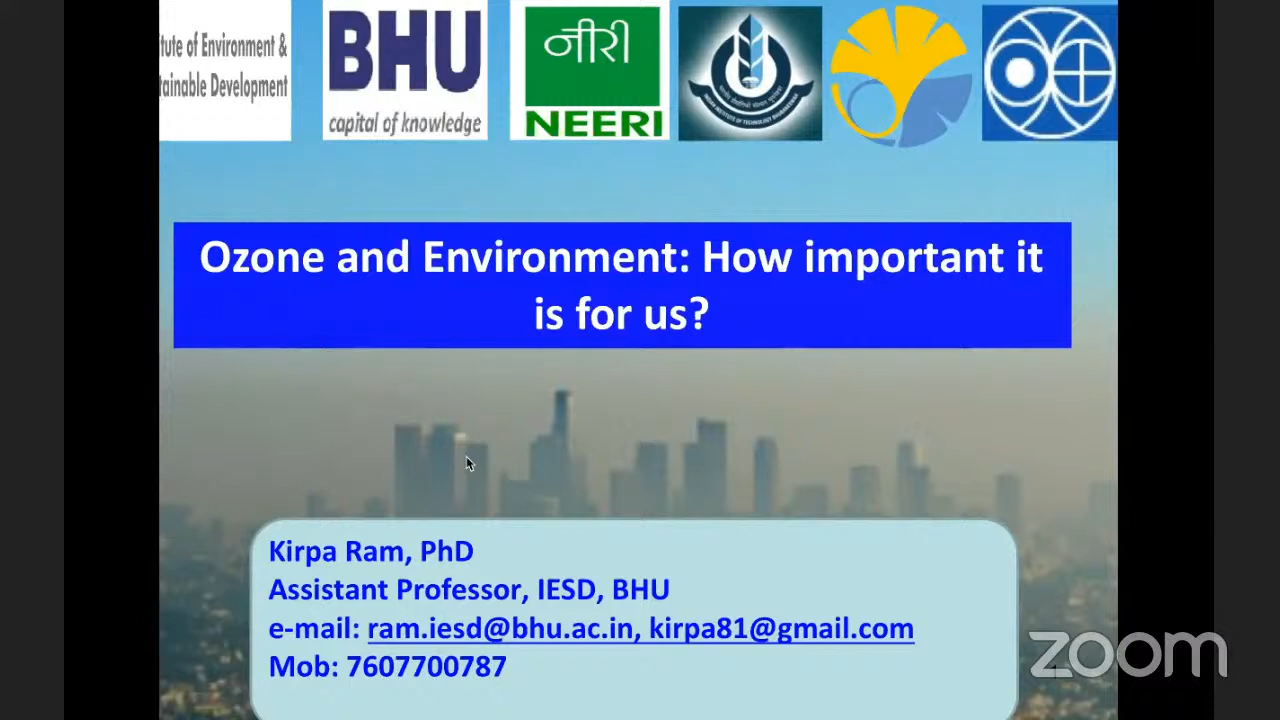 tute of Environment &
tainable Development
BHU
capital of knowledge
नीरी
NEERI
Ozone and Environment: How important it
is for us?
Kirpa Ram, PhD
Assistant Professor, IESD, BHU
e-mail: ram.iesd@bhu.ac.in, kirpa81@gmail.com
Mob: 7607700787
zoom